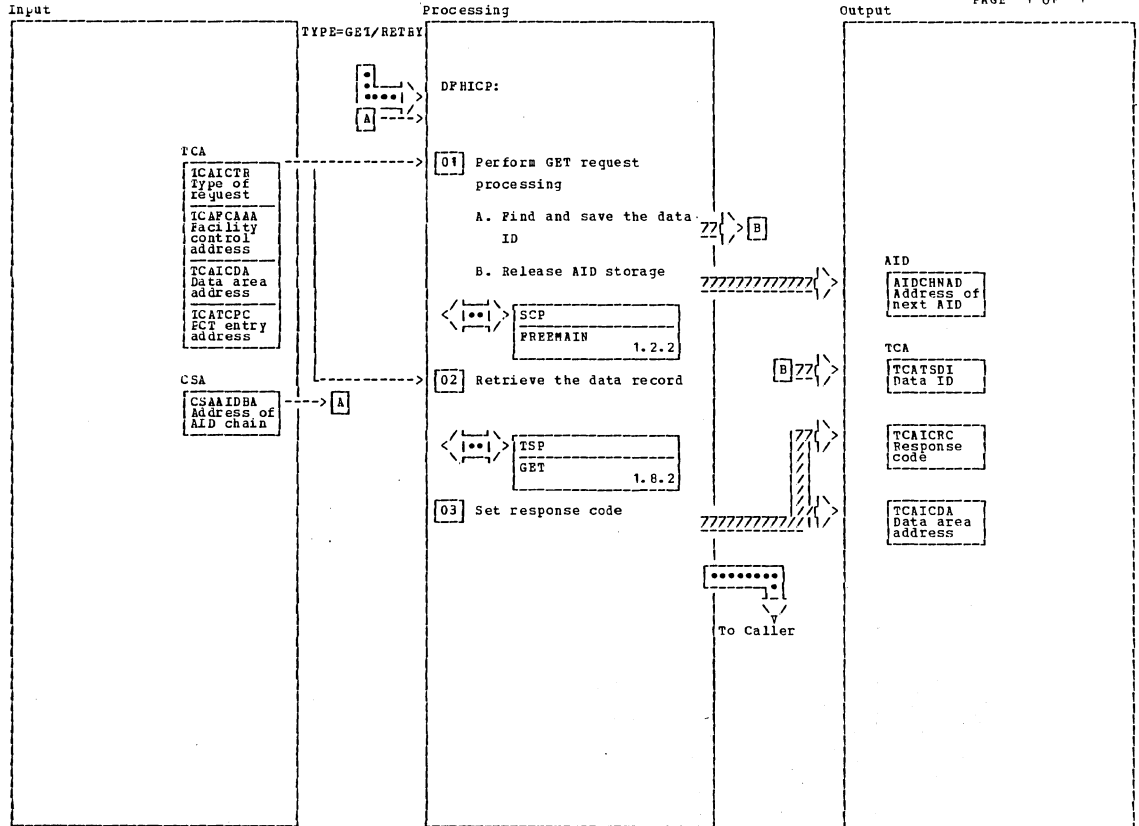 PAGE 1 OF 1
Input
Processing
Output
TYPE=GET/RETRY
DFHICP:
A
TCA
TCAICTR
Type of
request
TCAFCAAA
Facility
control
address
TCAICDA
Data area
address
TCATCPC
PCT entry
address
CSA
CSAAIDBA
Address of
AID chain
A
01 Perform GET request
processing
A. Find and save the data
ID
B
B. Release AID storage
SCP
FREEMAIN
1.2.2
02 Retrieve the data record
TSP
GET
1.8.2
03 Set response code
To Caller
AID
AIDCHNAD
Address of
next AID
TCA
B
TCATSDI
Data ID
TCAICRC
Response
code
TCAICDA
Data area
address